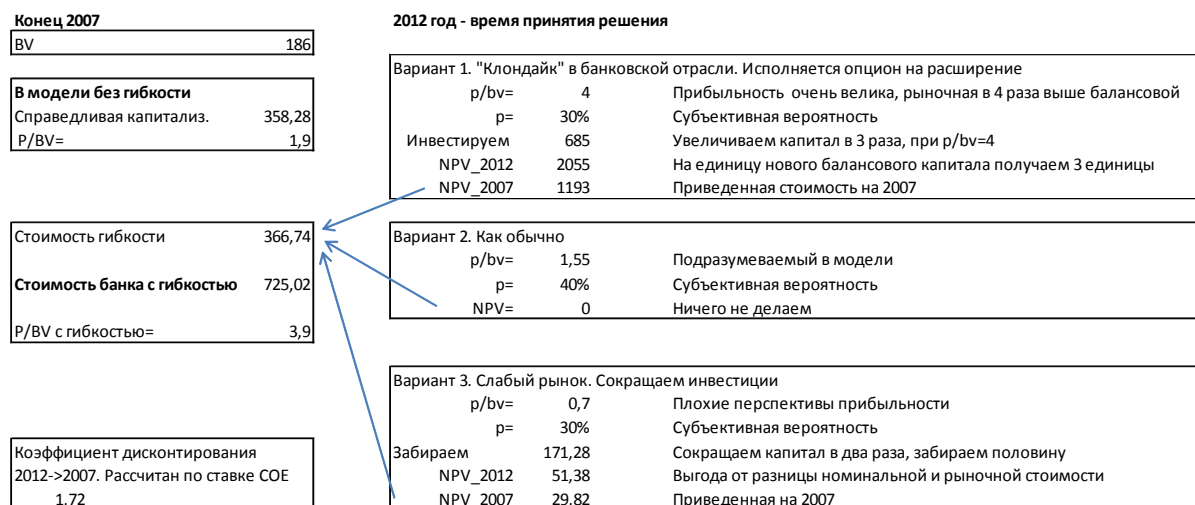 Конец 2007
BV 186
В модели без гибкости
Справедливая капитализ. 358,28
P/BV= 1,9
Стоимость гибкости 366,74
Стоимость банка с гибкостью 725,02
P/BV с гибкостью= 3,9
Коэффициент дисконтирования
2012->2007. Рассчитан по ставке COE
1,72
2012 год - время принятия решения
Вариант 1. "Клондайк" в банковской отрасли. Исполняется опцион на расширение
p/bv= 4 Прибыльность очень велика, рыночная в 4 раза выше балансовой
p= 30% Субъективная вероятность
Инвестируем 685 Увеличиваем капитал в 3 раза, при p/bv=4
NPV_2012 2055 На единицу нового балансового капитала получаем 3 единицы
NPV_2007 1193 Приведенная стоимость на 2007
Вариант 2. Как обычно
p/bv= 1,55 Подразумеваемый в модели
p= 40% Субъективная вероятность
NPV= 0 Ничего не делаем
Вариант 3. Слабый рынок. Сокращаем инвестиции
p/bv= 0,7 Плохие перспективы прибыльности
p= 30% Субъективная вероятность
Забираем 171,28 Сокращаем капитал в два раза, забираем половину
NPV_2012 51,38 Выгода от разницы номинальной и рыночной стоимости
NPV_2007 29,82 Приведенная на 2007